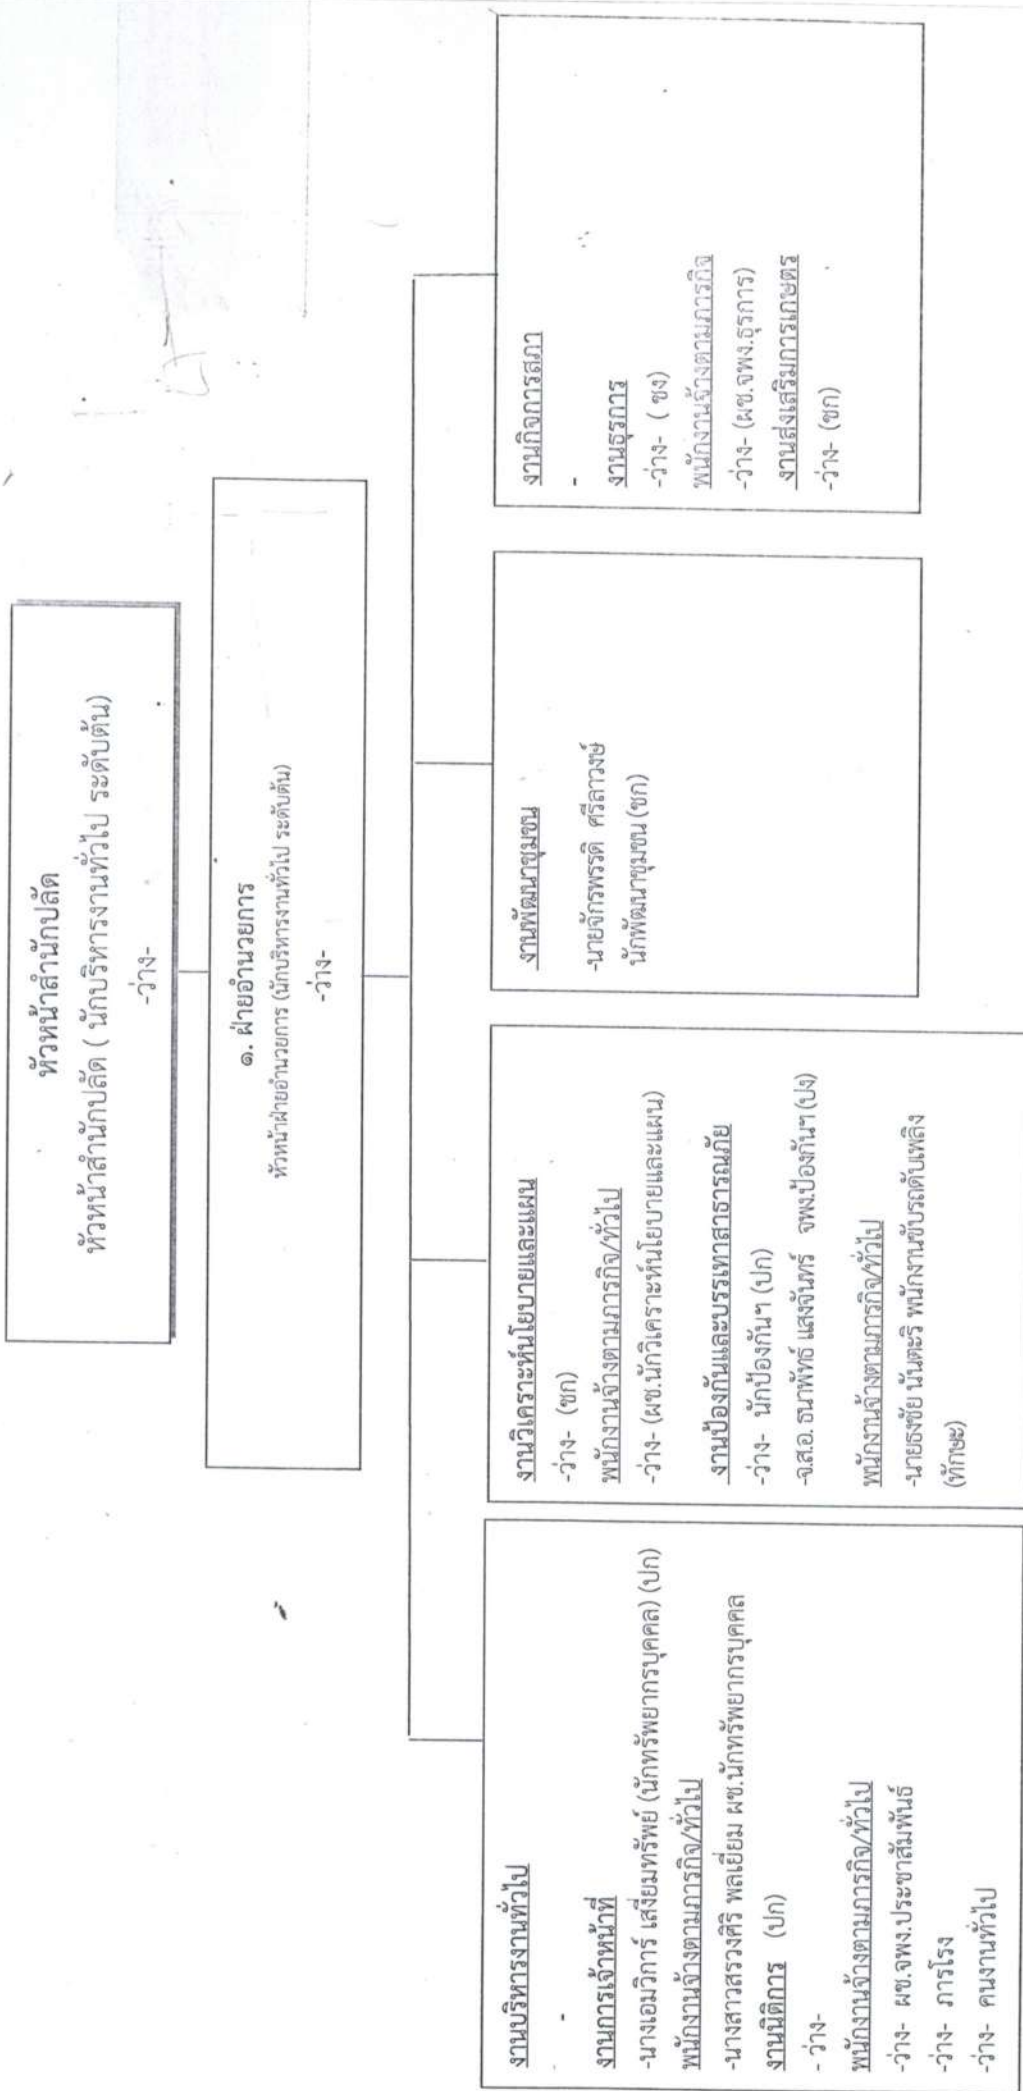 หัวหน้าสำนักปลัด
หัวหน้าสำนักปลัด ( นักบริหารงานทั่วไป ระดับต้น)
-ว่าง-
๑. ฝ่ายอำนวยการ
หัวหน้าฝ่ายอำนวยการ (นักบริหารงานทั่วไป ระดับต้น)
-ว่าง-
งานบริหารงานทั่วไป
-
งานการเจ้าหน้าที่
-นางเอมวิการ์ เสงี่ยมทรัพย์ (นักทรัพยากรบุคคล) (ปก)
พนักงานจ้างตามภารกิจ/ทั่วไป
-นางสาวสรวงศิริ พลเยี่ยม ผช.นักทรัพยากรบุคคล
งานนิติการ (ปก)
- ว่าง-
พนักงานจ้างตามภารกิจ/ทั่วไป
-ว่าง- ผช.จพง.ประชาสัมพันธ์
-ว่าง- ภารโรง
-ว่าง- คนงานทั่วไป
งานวิเคราะห์นโยบายและแผน
-ว่าง- (ชก)
พนักงานจ้างตามภารกิจ/ทั่วไป
-ว่าง- (ผช.นักวิเคราะห์นโยบายและแผน)
งานป้องกันและบรรเทาสาธารณภัย
-ว่าง- นักป้องกันฯ (ปก)
-จ.ส.อ. ธนาพัทธ์ แสงจันทร์ จพง.ป้องกันฯ (ปง)
พนักงานจ้างตามภารกิจ/ทั่วไป
-นายธงชัย นันตะริ พนักงานขับรถดับเพลิง
(ทักษะ)
งานพัฒนาชุมชน
-นายจักรพรรดิ ศรีลาวงษ์
นักพัฒนาชุมชน (ชก)
งานกิจการสภา
-
งานธุรการ
-ว่าง- ( ชง)
พนักงานจ้างตามภารกิจ
-ว่าง- (ผช.จพง.ธุรการ)
งานส่งเสริมการเกษตร
-ว่าง- (ชก)